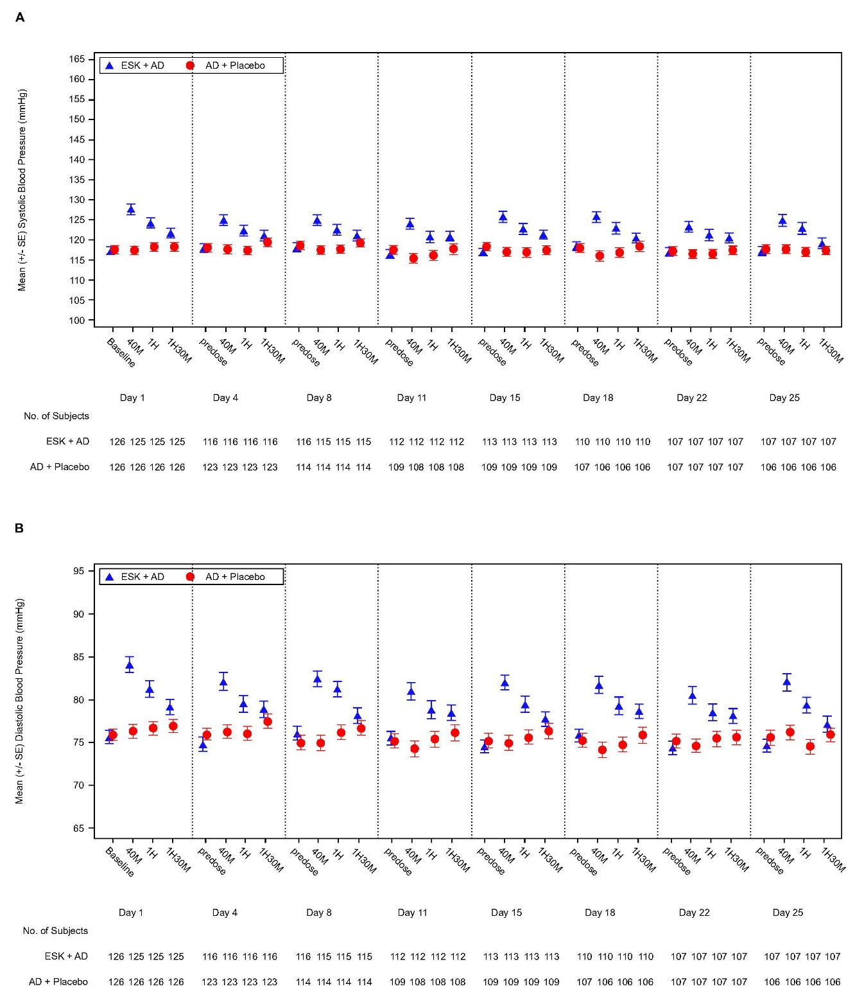 A
Mean (+/- SE) Systolic Blood Pressure (mmHg)
ESK + AD AD + Placebo
165
160
155
150
145
140
135
130
125
120
115
110
105
100
Baseline 40M 1H 1H30M predose 40M 1H 1H30M predose 40M 1H 1H30M predose 40M 1H 1H30M predose 40M 1H 1H30M predose 40M 1H 1H30M predose 40M 1H 1H30M predose 40M 1H 1H30M
Day 1 Day 4 Day 8 Day 11 Day 15 Day 18 Day 22 Day 25
No. of Subjects
ESK + AD 126 125 125 125 116 116 116 116 116 115 115 115 112 112 112 112 113 113 113 113 110 110 110 110 107 107 107 107 107 107 107 107
AD + Placebo 126 126 126 126 123 123 123 123 114 114 114 114 109 108 108 108 109 109 109 109 107 106 106 106 107 107 107 107 106 106 106 106
B
Mean (+/- SE) Diastolic Blood Pressure (mmHg)
ESK + AD AD + Placebo
95
90
85
80
75
70
65
Baseline 40M 1H 1H30M predose 40M 1H 1H30M predose 40M 1H 1H30M predose 40M 1H 1H30M predose 40M 1H 1H30M predose 40M 1H 1H30M predose 40M 1H 1H30M predose 40M 1H 1H30M
Day 1 Day 4 Day 8 Day 11 Day 15 Day 18 Day 22 Day 25
No. of Subjects
ESK + AD 126 125 125 125 116 116 116 116 116 115 115 115 112 112 112 112 113 113 113 113 110 110 110 110 107 107 107 107 107 107 107 107
AD + Placebo 126 126 126 126 123 123 123 123 114 114 114 114 109 108 108 108 109 109 109 109 107 106 106 106 107 107 107 107 106 106 106 106